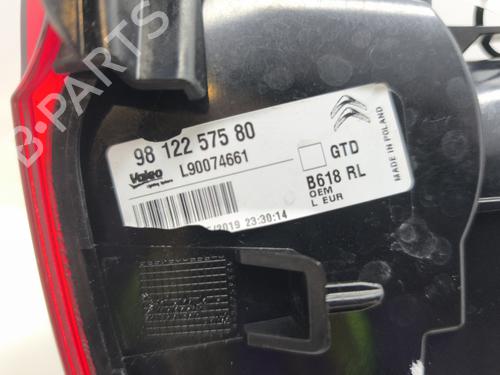 B-PARTS
98 122 575 80
Valeo
L90074661
GTD
B618 RL
OEM
L EUR
MADE IN POLAND
/2019 23:30:14